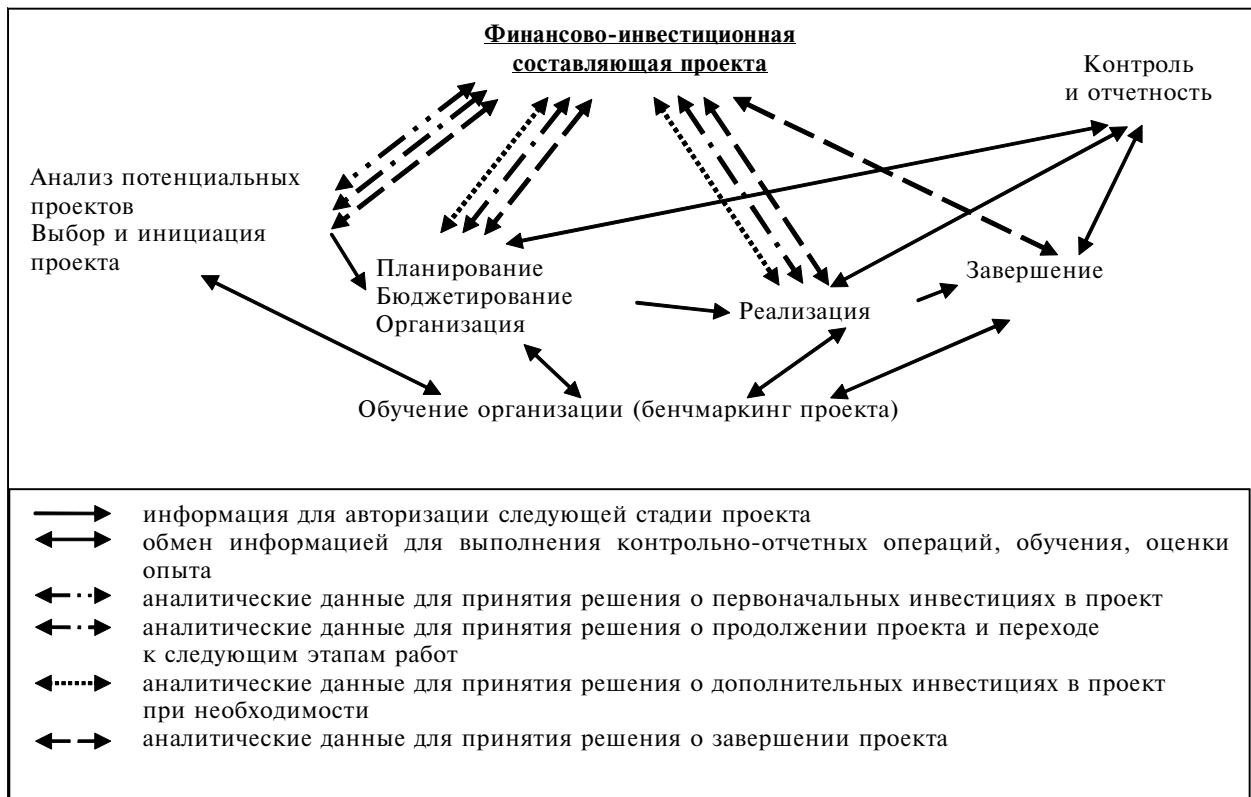 Финансово-инвестиционная
составляющая проекта
Контроль
и отчетность
Анализ потенциальных
проектов
Выбор и инициация
проекта
Планирование
Бюджетирование
Организация
Реализация
Завершение
Обучение организации (бенчмаркинг проекта)
информация для авторизации следующей стадии проекта
обмен информацией для выполнения контрольно-отчетных операций, обучения, оценки
опыта
аналитические данные для принятия решения о первоначальных инвестициях в проект
аналитические данные для принятия решения о продолжении проекта и переходе
к следующим этапам работ
аналитические данные для принятия решения о дополнительных инвестициях в проект
при необходимости
аналитические данные для принятия решения о завершении проекта